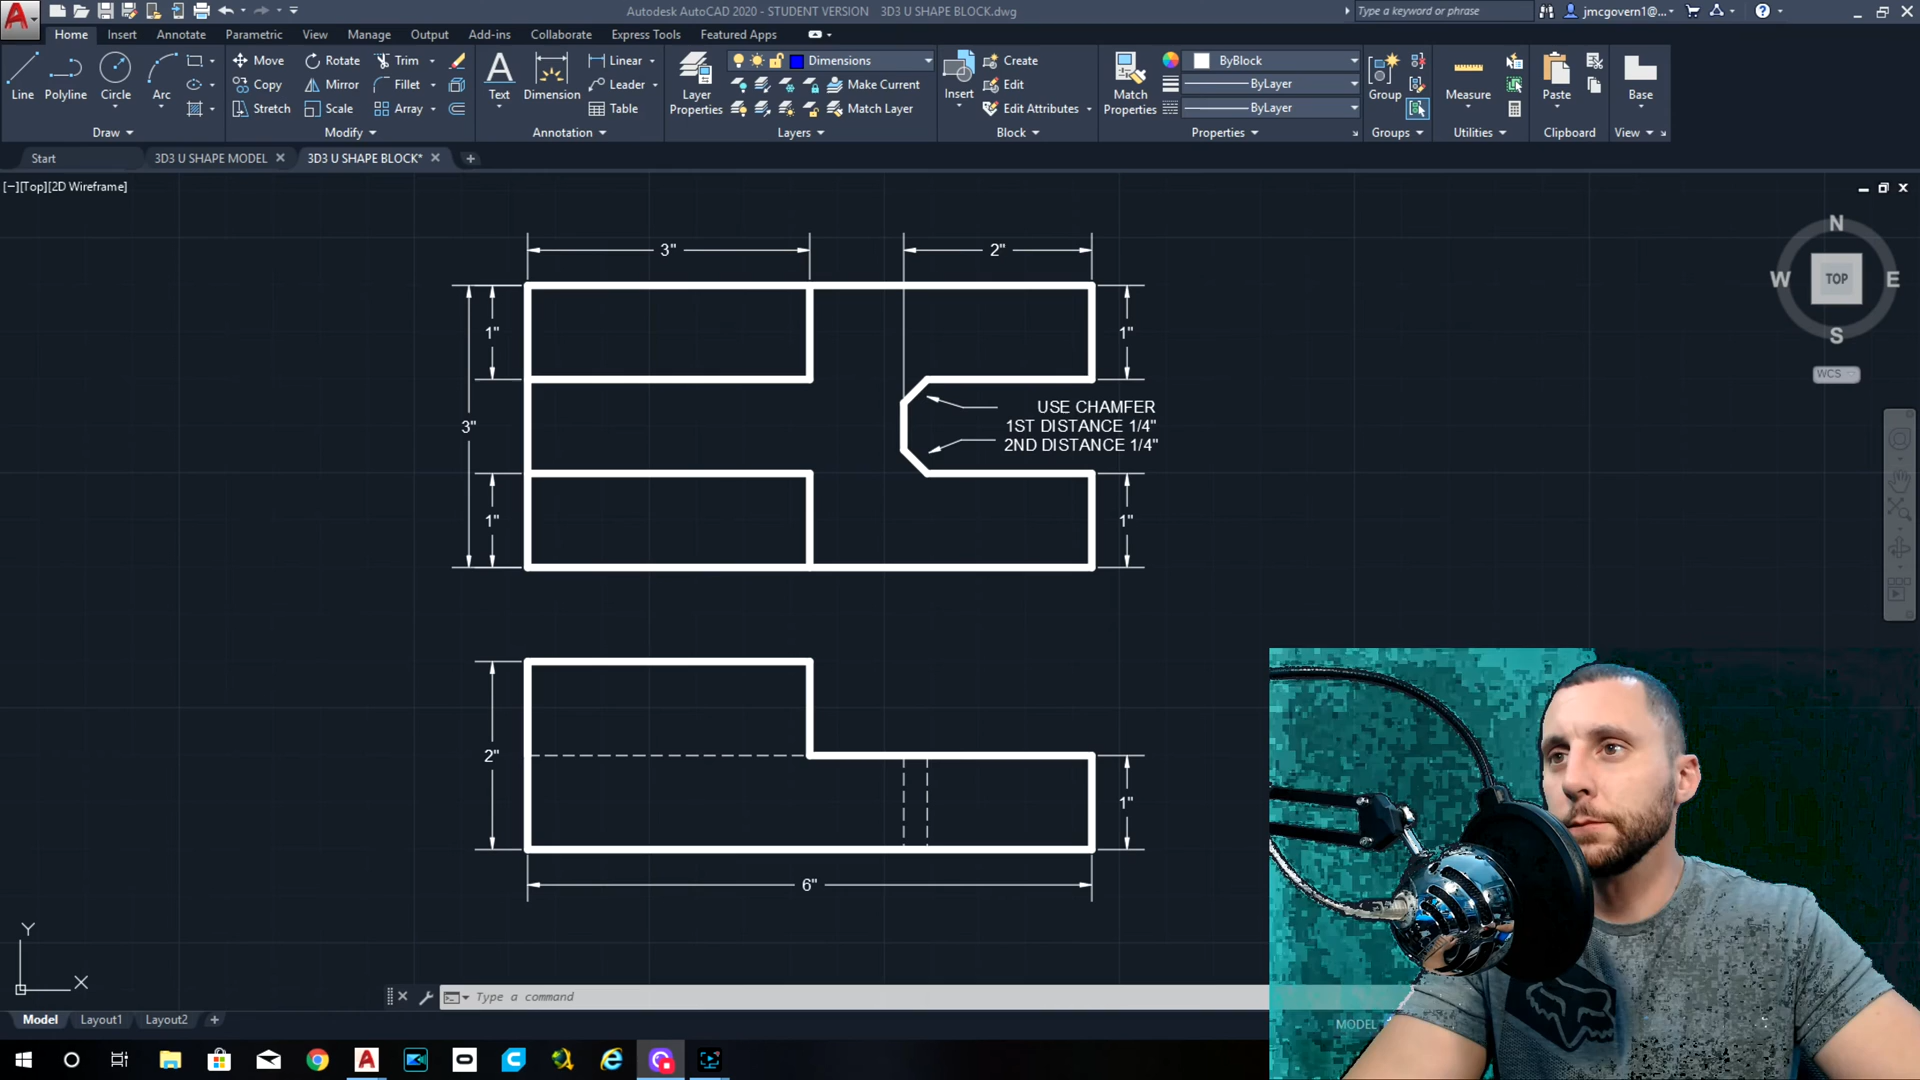 Autodesk AutoCAD 2020 - STUDENT VERSION 3D3 U SHAPE BLOCK.dwg
Type a keyword or phrase
jmcgovern1@...
Home Insert Annotate Parametric View Manage Output Add-ins Collaborate Express Tools Featured Apps
Line Polyline Circle Arc
Move Rotate Trim
Copy Mirror Fillet
Stretch Scale Array
Text Dimension
Linear
Leader
Table
Layer Properties
Dimensions
Make Current
Match Layer
Insert
Create
Edit
Edit Attributes
Match Properties
ByBlock
ByLayer
ByLayer
Group
Measure
Paste
Base
Draw Modify Annotation Layers Block Properties Groups Utilities Clipboard View
Start 3D3 U SHAPE MODEL 3D3 U SHAPE BLOCK*
[−][Top][2D Wireframe]
N
W TOP E
S
WCS
3" 2"
1" 1"
3"
USE CHAMFER
1ST DISTANCE 1/4"
2ND DISTANCE 1/4"
1" 1"
2"
1"
6"
Y
X
Type a command
Model Layout1 Layout2
MODEL